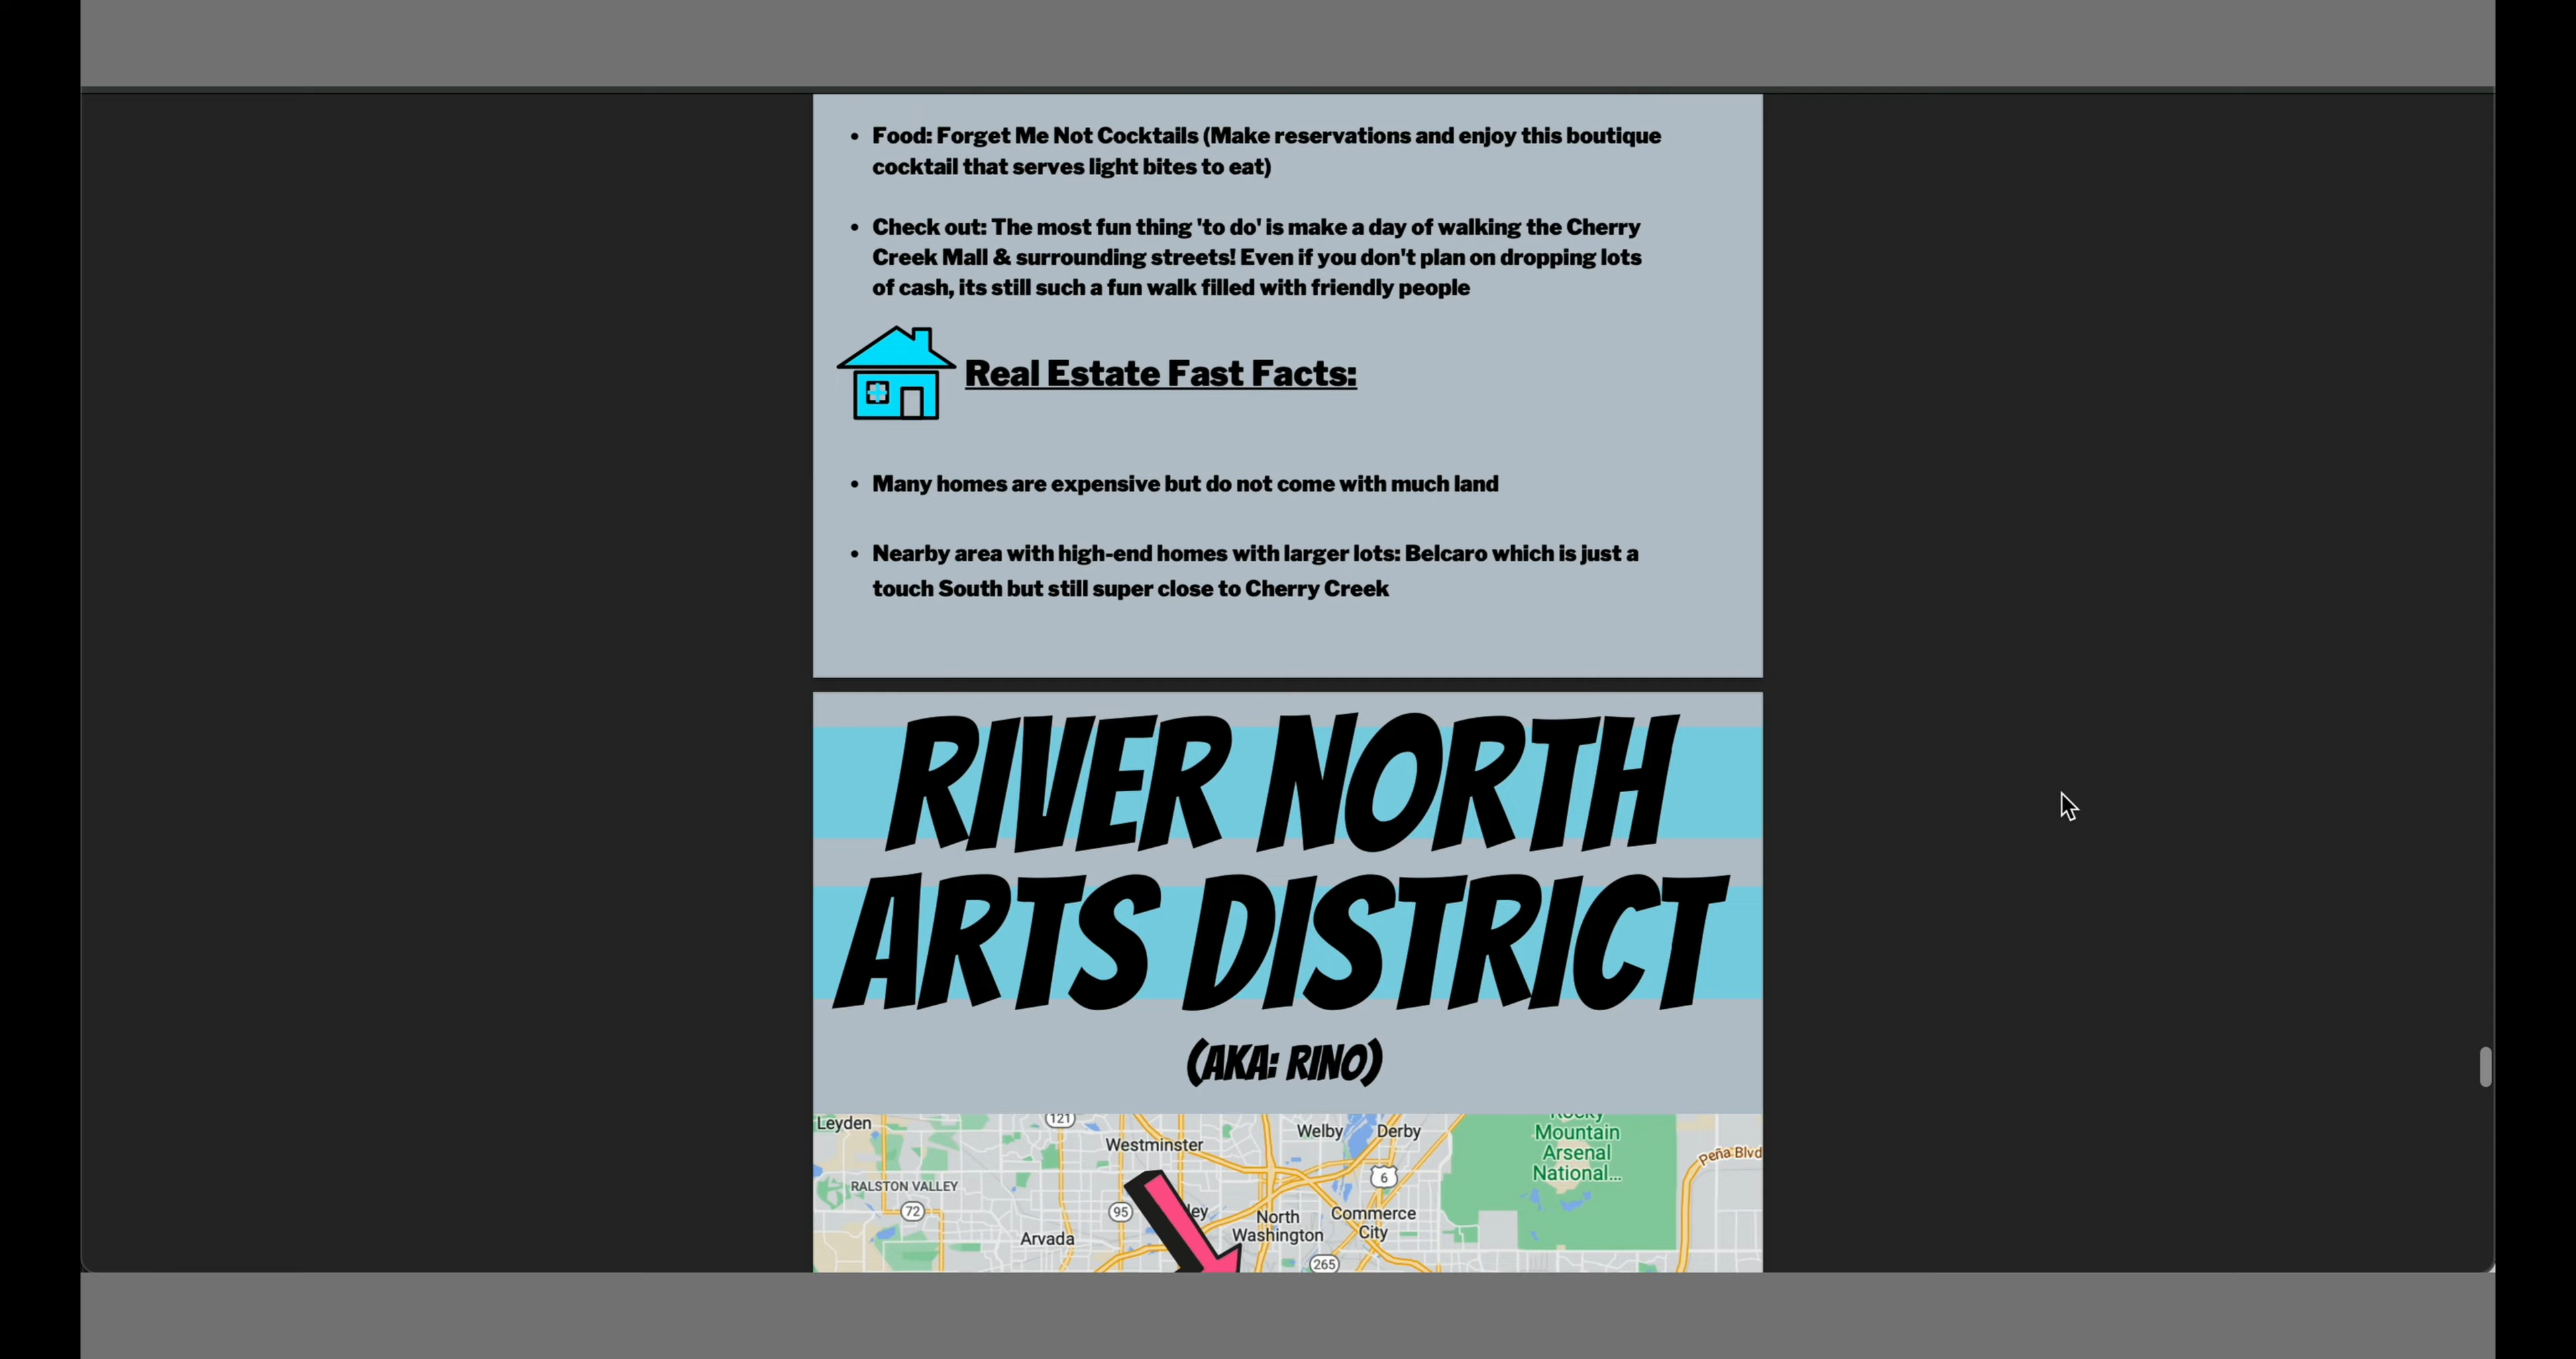 • Food: Forget Me Not Cocktails (Make reservations and enjoy this boutique
cocktail that serves light bites to eat)
• Check out: The most fun thing 'to do' is make a day of walking the Cherry
Creek Mall & surrounding streets! Even if you don't plan on dropping lots
of cash, its still such a fun walk filled with friendly people
Real Estate Fast Facts:
• Many homes are expensive but do not come with much land
• Nearby area with high-end homes with larger lots: Belcaro which is just a
touch South but still super close to Cherry Creek
RIVER NORTH
ARTS DISTRICT
(AKA: RINO)
Leyden
121
Westminster
Welby
Derby
Rocky
Mountain
Arsenal
National...
Peña Blvd
RALSTON VALLEY
72
95
6
North
Washington
Commerce
City
Arvada
265